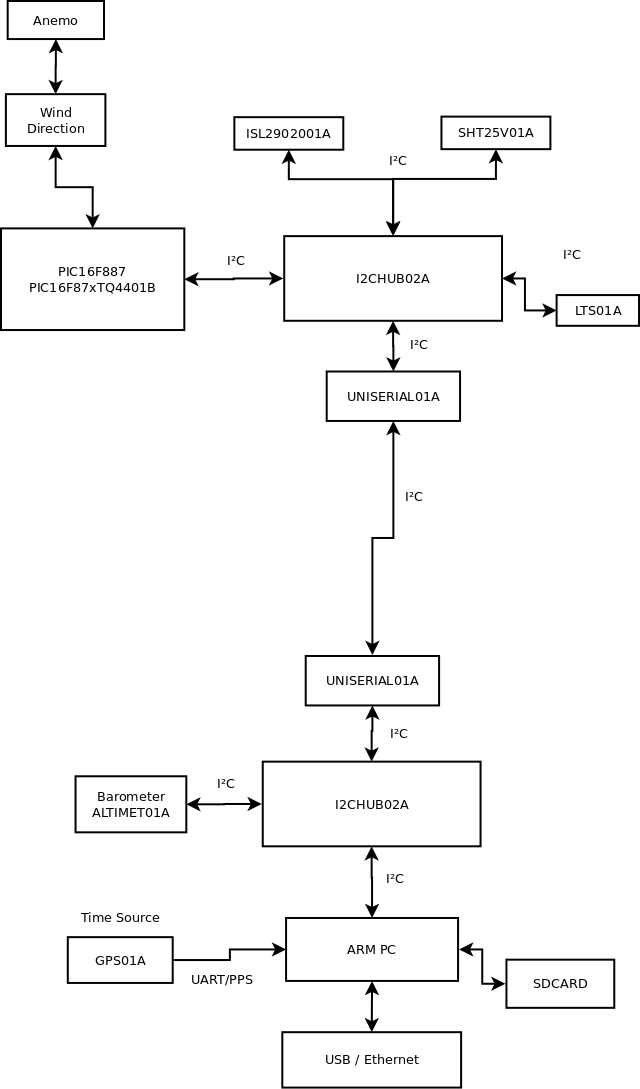 Anemo
Wind
Direction
ISL2902001A
SHT25V01A
I²C
PIC16F887
PIC16F87xTQ4401B
I²C
I2CHUB02A
I²C
LTS01A
I²C
UNISERIAL01A
I²C
UNISERIAL01A
I²C
Barometer
ALTIMET01A
I²C
I2CHUB02A
I²C
Time Source
GPS01A
UART/PPS
ARM PC
SDCARD
USB / Ethernet